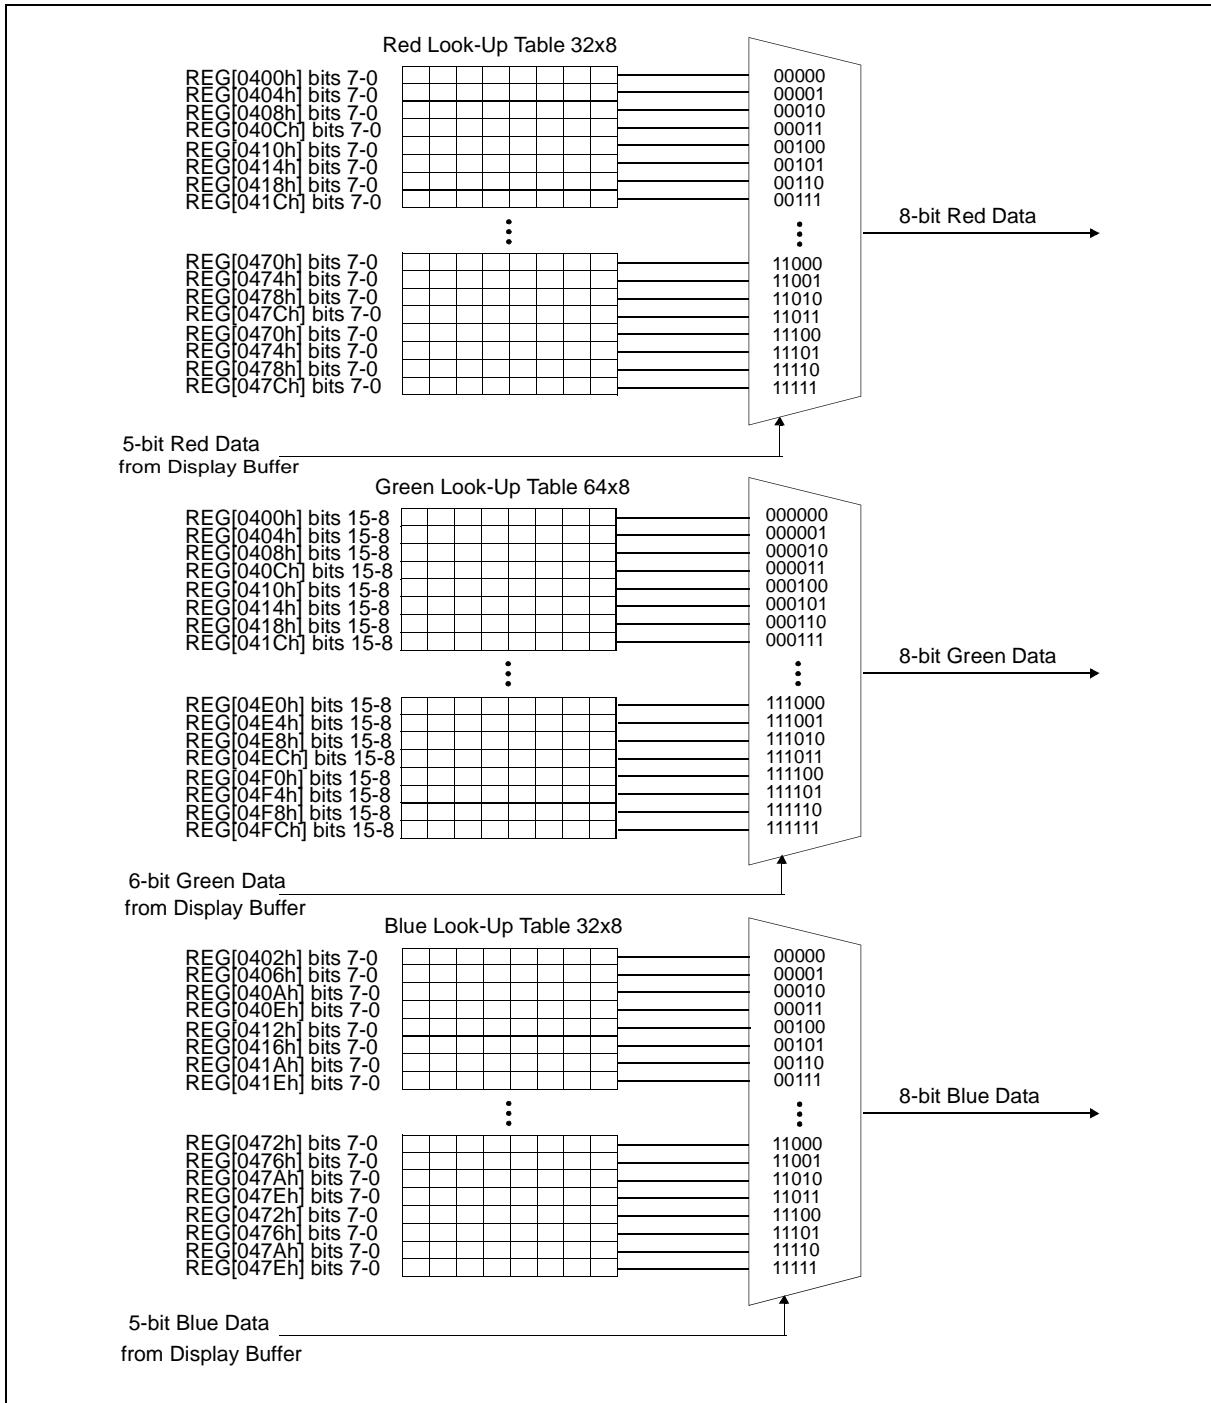 Red Look-Up Table 32x8
REG[0400h] bits 7-0 00000
REG[0404h] bits 7-0 00001
REG[0408h] bits 7-0 00010
REG[040Ch] bits 7-0 00011
REG[0410h] bits 7-0 00100
REG[0414h] bits 7-0 00101
REG[0418h] bits 7-0 00110
REG[041Ch] bits 7-0 00111
8-bit Red Data
REG[0470h] bits 7-0 11000
REG[0474h] bits 7-0 11001
REG[0478h] bits 7-0 11010
REG[047Ch] bits 7-0 11011
REG[0470h] bits 7-0 11100
REG[0474h] bits 7-0 11101
REG[0478h] bits 7-0 11110
REG[047Ch] bits 7-0 11111
5-bit Red Data
from Display Buffer
Green Look-Up Table 64x8
REG[0400h] bits 15-8 000000
REG[0404h] bits 15-8 000001
REG[0408h] bits 15-8 000010
REG[040Ch] bits 15-8 000011
REG[0410h] bits 15-8 000100
REG[0414h] bits 15-8 000101
REG[0418h] bits 15-8 000110
REG[041Ch] bits 15-8 000111
8-bit Green Data
REG[04E0h] bits 15-8 111000
REG[04E4h] bits 15-8 111001
REG[04E8h] bits 15-8 111010
REG[04ECh] bits 15-8 111011
REG[04F0h] bits 15-8 111100
REG[04F4h] bits 15-8 111101
REG[04F8h] bits 15-8 111110
REG[04FCh] bits 15-8 111111
6-bit Green Data
from Display Buffer
Blue Look-Up Table 32x8
REG[0402h] bits 7-0 00000
REG[0406h] bits 7-0 00001
REG[040Ah] bits 7-0 00010
REG[040Eh] bits 7-0 00011
REG[0412h] bits 7-0 00100
REG[0416h] bits 7-0 00101
REG[041Ah] bits 7-0 00110
REG[041Eh] bits 7-0 00111
8-bit Blue Data
REG[0472h] bits 7-0 11000
REG[0476h] bits 7-0 11001
REG[047Ah] bits 7-0 11010
REG[047Eh] bits 7-0 11011
REG[0472h] bits 7-0 11100
REG[0476h] bits 7-0 11101
REG[047Ah] bits 7-0 11110
REG[047Eh] bits 7-0 11111
5-bit Blue Data
from Display Buffer